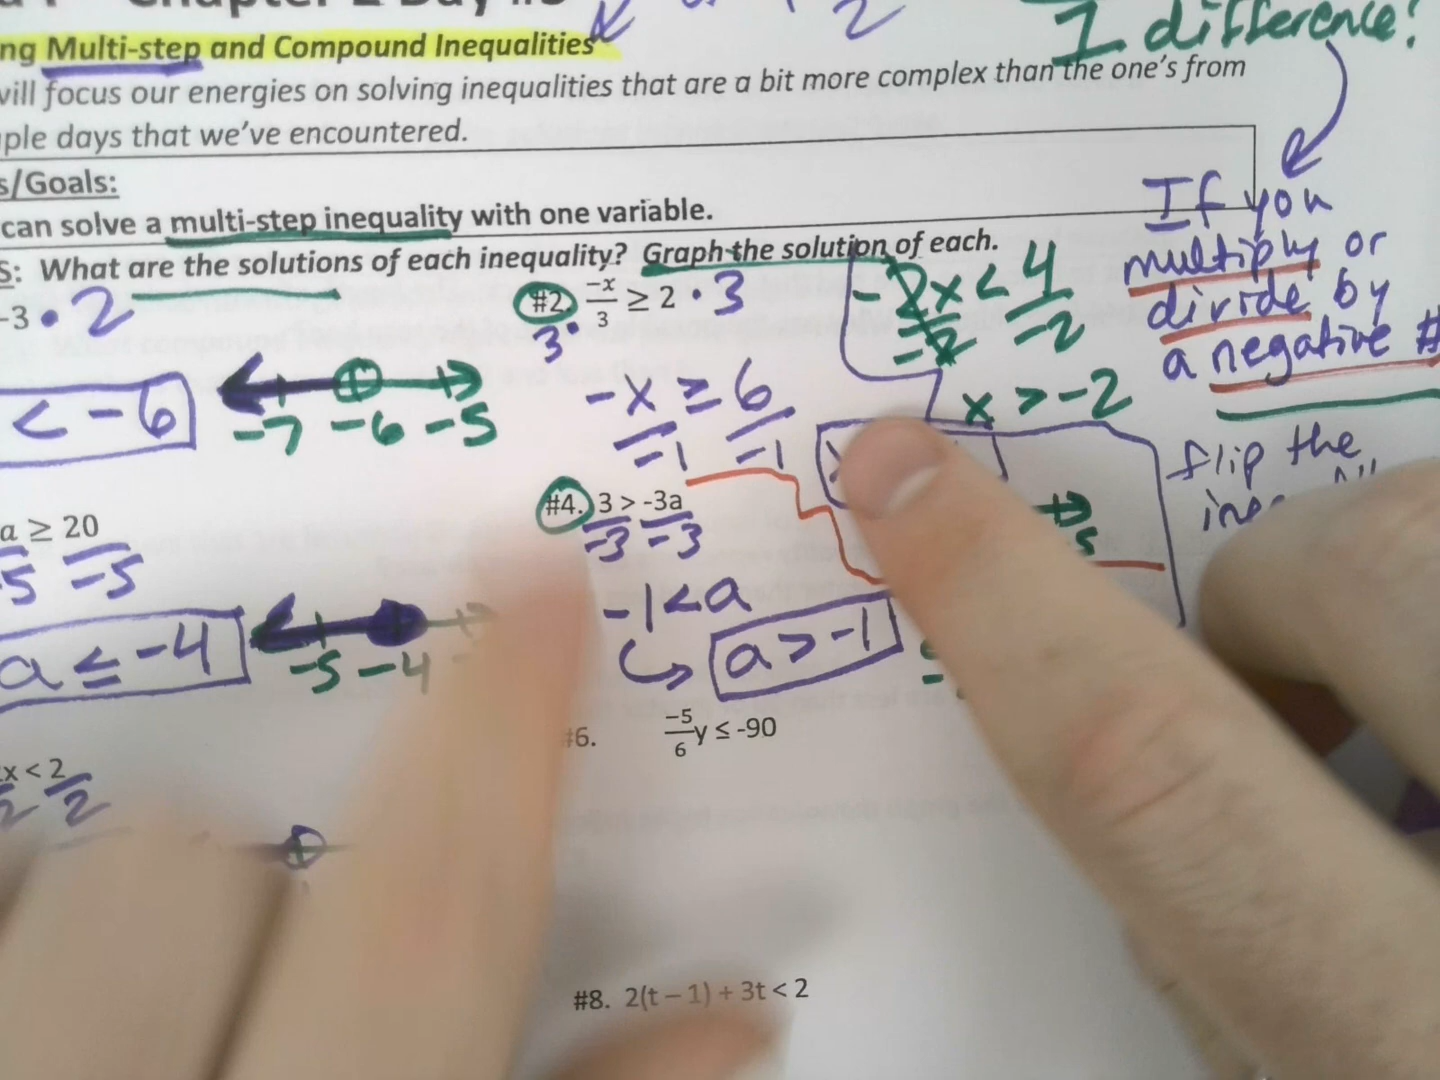 Chapter 2 Day #
1 difference!
ng Multi-step and Compound Inequalities
will focus our energies on solving inequalities that are a bit more complex than the one's from
ple days that we've encountered.
s/Goals:
can solve a multi-step inequality with one variable.
S: What are the solutions of each inequality? Graph the solution of each.
If you
multiply or
divide by
a negative #
flip the
-3 • 2
< -6
-7 -6 -5
#2. -x/3 ≥ 2 • 3
3 •
-x ≥ 6
-1 -1
-2x < 4
-2 -2
x > -2
a ≥ 20
-5 -5
a ≤ -4
-5 -4
#4. 3 > -3a
-3 -3
-1 < a
a > -1
x < 2
2 2
#6. -5/6 y ≤ -90
#8. 2(t – 1) + 3t < 2